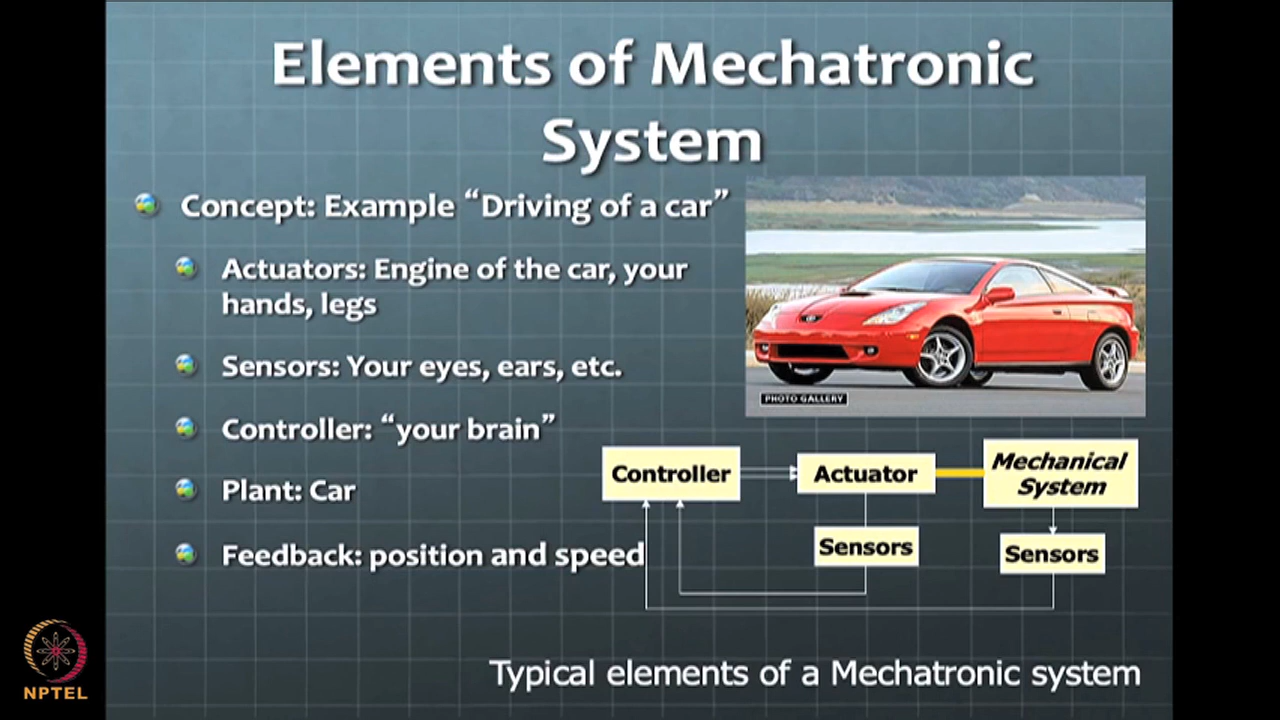 Elements of Mechatronic
System
Concept: Example “Driving of a car”
Actuators: Engine of the car, your
hands, legs
Sensors: Your eyes, ears, etc.
Controller: “your brain”
Plant: Car
Feedback: position and speed
PHOTO GALLERY
Controller
Actuator
Mechanical
System
Sensors
Sensors
Typical elements of a Mechatronic system
NPTEL